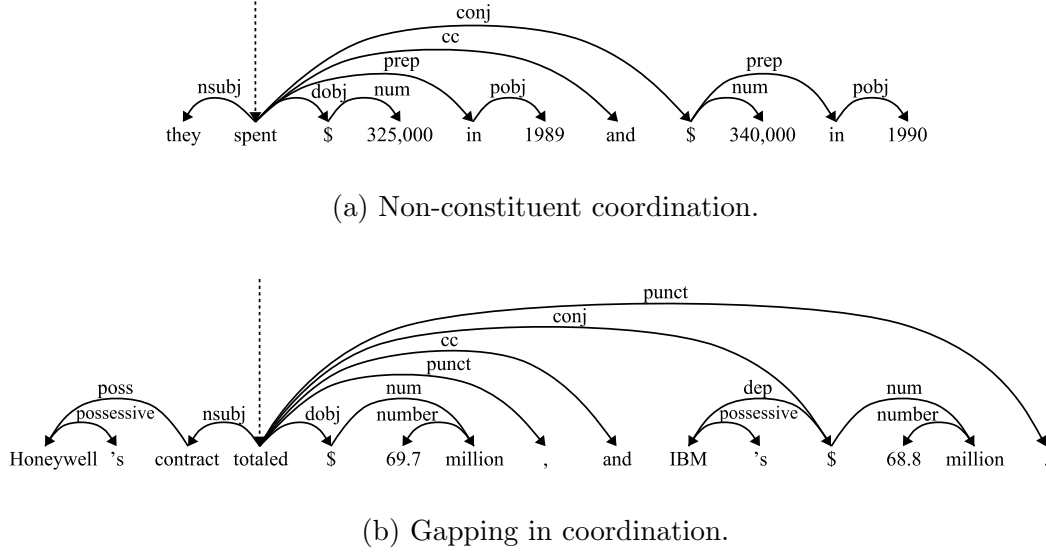 conj
cc
prep prep
nsubj dobj num pobj num pobj
they spent $ 325,000 in 1989 and $ 340,000 in 1990
(a) Non-constituent coordination.
punct
conj
cc
punct
poss num dep num
possessive nsubj dobj number possessive number
Honeywell 's contract totaled $ 69.7 million , and IBM 's $ 68.8 million .
(b) Gapping in coordination.